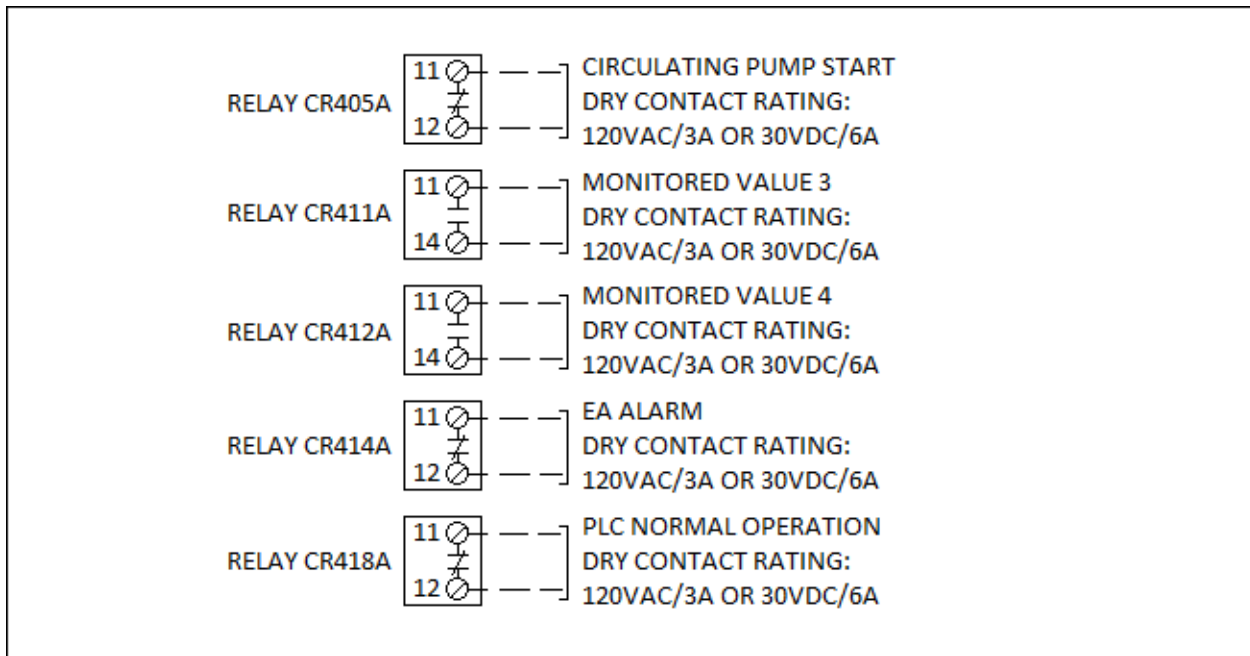 RELAY CR405A
11
12
CIRCULATING PUMP START
DRY CONTACT RATING:
120VAC/3A OR 30VDC/6A
RELAY CR411A
11
14
MONITORED VALUE 3
DRY CONTACT RATING:
120VAC/3A OR 30VDC/6A
RELAY CR412A
11
14
MONITORED VALUE 4
DRY CONTACT RATING:
120VAC/3A OR 30VDC/6A
RELAY CR414A
11
12
EA ALARM
DRY CONTACT RATING:
120VAC/3A OR 30VDC/6A
RELAY CR418A
11
12
PLC NORMAL OPERATION
DRY CONTACT RATING:
120VAC/3A OR 30VDC/6A